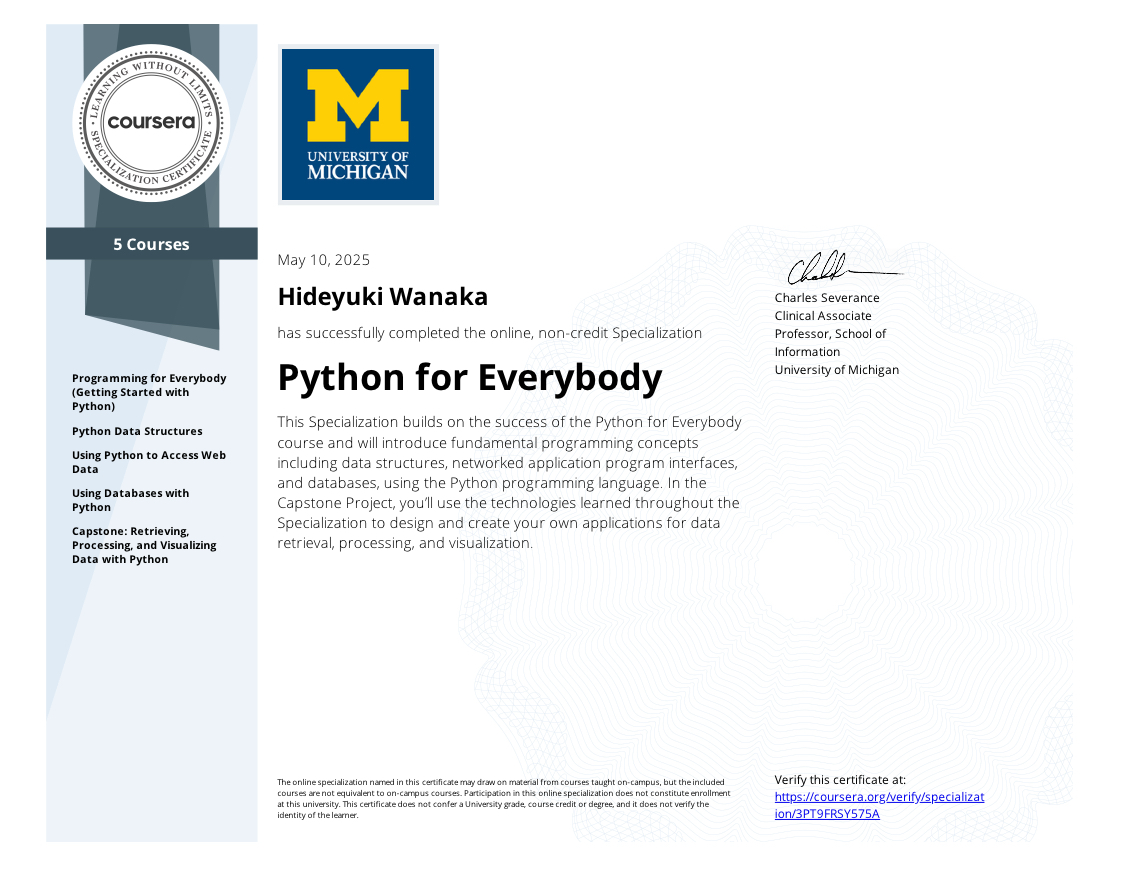 LEARNING WITHOUT LIMITS
coursera
SPECIALIZATION CERTIFICATE
5 Courses
Programming for Everybody
(Getting Started with
Python)
Python Data Structures
Using Python to Access Web
Data
Using Databases with
Python
Capstone: Retrieving,
Processing, and Visualizing
Data with Python
M
UNIVERSITY OF
MICHIGAN
May 10, 2025
Hideyuki Wanaka
has successfully completed the online, non-credit Specialization
Python for Everybody
This Specialization builds on the success of the Python for Everybody
course and will introduce fundamental programming concepts
including data structures, networked application program interfaces,
and databases, using the Python programming language. In the
Capstone Project, you’ll use the technologies learned throughout the
Specialization to design and create your own applications for data
retrieval, processing, and visualization.
Charles Severance
Clinical Associate
Professor, School of
Information
University of Michigan
The online specialization named in this certificate may draw on material from courses taught on-campus, but the included
courses are not equivalent to on-campus courses. Participation in this online specialization does not constitute enrollment
at this university. This certificate does not confer a University grade, course credit or degree, and it does not verify the
identity of the learner.
Verify this certificate at:
https://coursera.org/verify/specializat
ion/3PT9FRSY575A